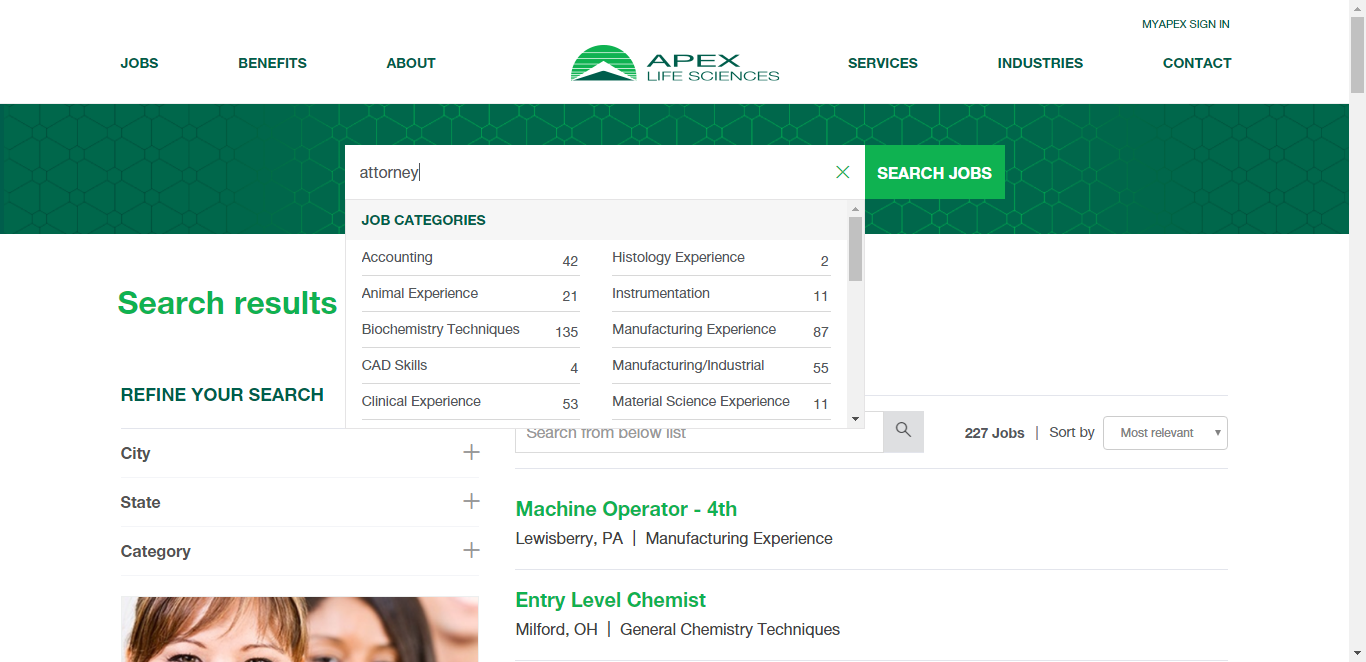 MYAPEX SIGN IN
JOBS BENEFITS ABOUT APEX LIFE SCIENCES SERVICES INDUSTRIES CONTACT
attorney SEARCH JOBS
JOB CATEGORIES
Accounting 42 Histology Experience 2
Animal Experience 21 Instrumentation 11
Biochemistry Techniques 135 Manufacturing Experience 87
CAD Skills 4 Manufacturing/Industrial 55
Clinical Experience 53 Material Science Experience 11
Search results
REFINE YOUR SEARCH
City
State
Category
Search from below list 227 Jobs | Sort by Most relevant
Machine Operator - 4th
Lewisberry, PA | Manufacturing Experience
Entry Level Chemist
Milford, OH | General Chemistry Techniques